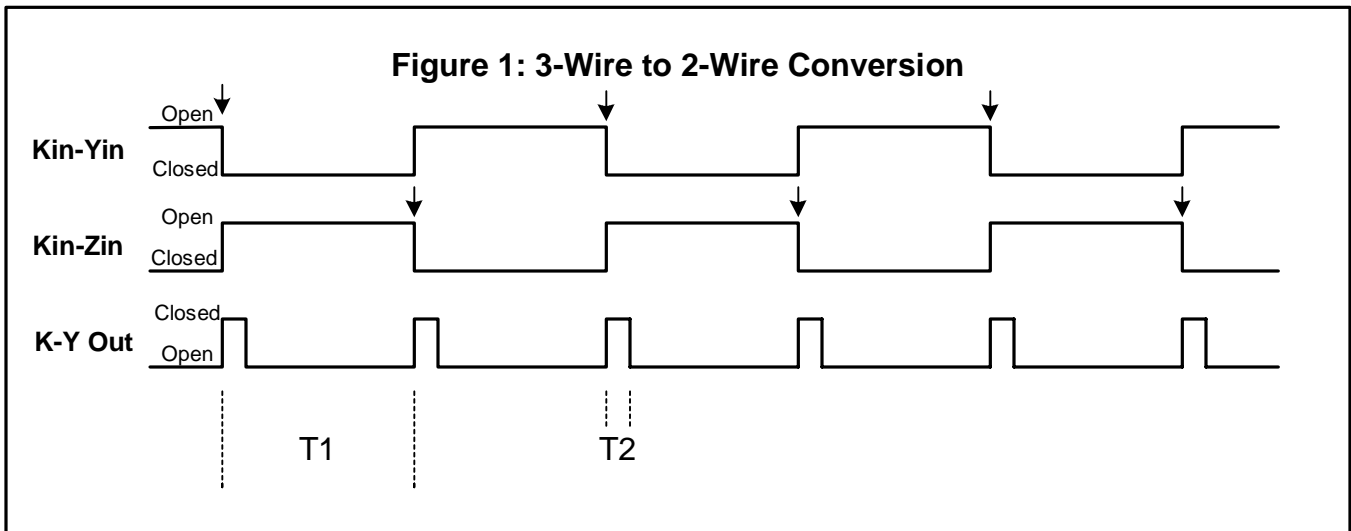 Figure 1: 3-Wire to 2-Wire Conversion
Open
Kin-Yin
Closed
Open
Kin-Zin
Closed
Closed
K-Y Out
Open
T1
T2